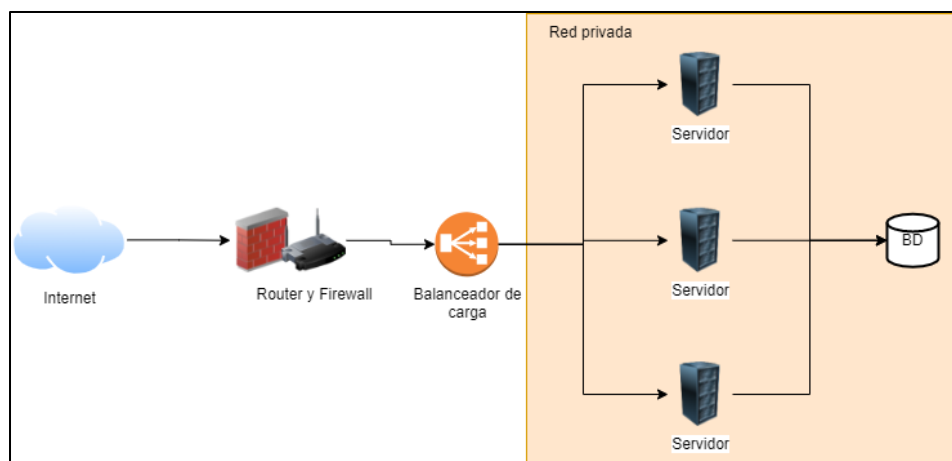 Red privada
Servidor
Servidor
BD
Internet
Router y Firewall
Balanceador de
carga
Servidor